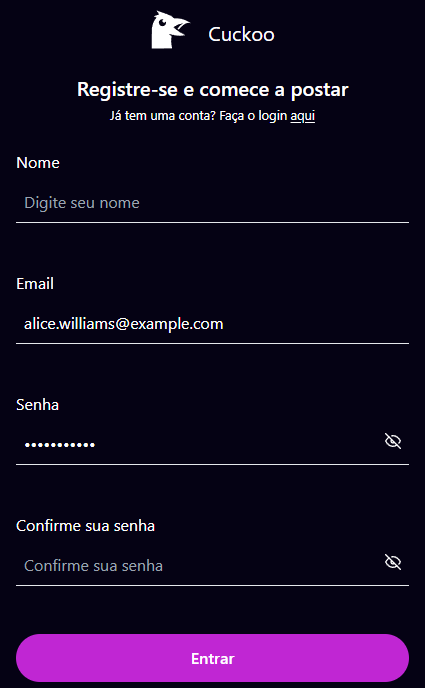 Cuckoo
Registre-se e comece a postar
Já tem uma conta? Faça o login aqui
Nome
Digite seu nome
Email
alice.williams@example.com
Senha
•••••••••••
Confirme sua senha
Confirme sua senha
Entrar